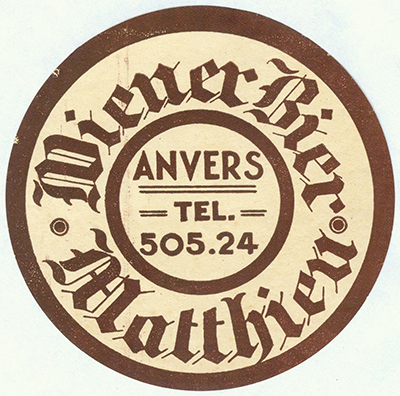 Wiener Bier
ANVERS
TEL.
505.24
Matthieu